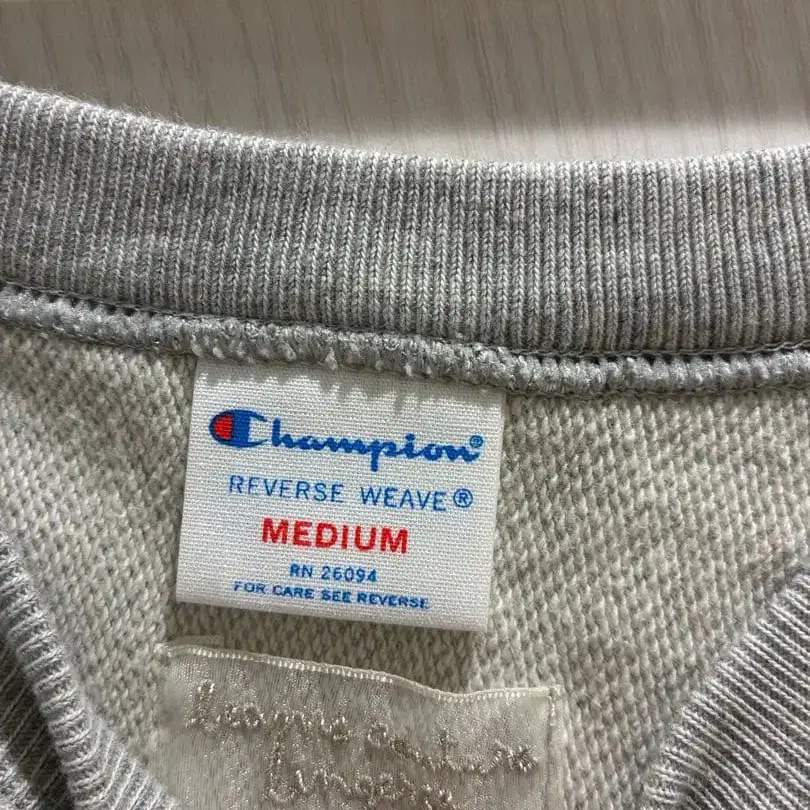 Champion®
REVERSE WEAVE®
MEDIUM
RN 26094
FOR CARE SEE REVERSE